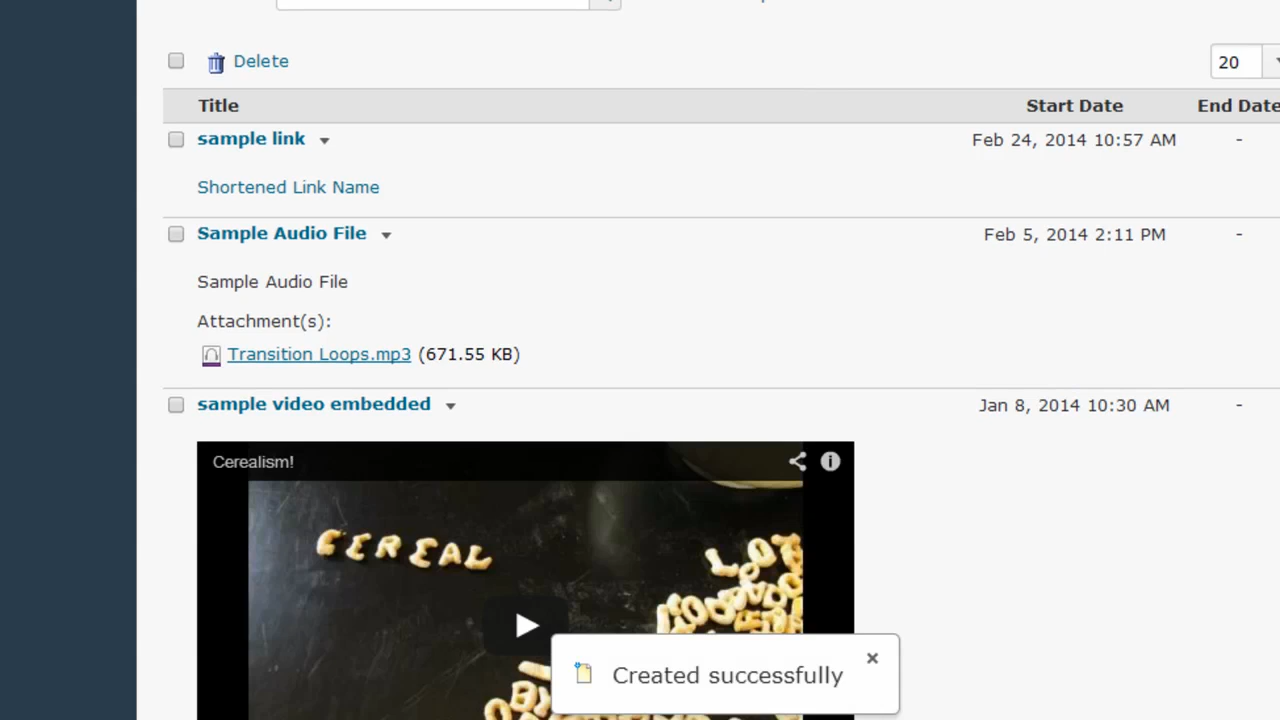 Delete
20
Title Start Date End Date
sample link Feb 24, 2014 10:57 AM -
Shortened Link Name
Sample Audio File Feb 5, 2014 2:11 PM -
Sample Audio File
Attachment(s):
Transition Loops.mp3 (671.55 KB)
sample video embedded Jan 8, 2014 10:30 AM -
Cerealism!
CEREAL
LOT
Created successfully